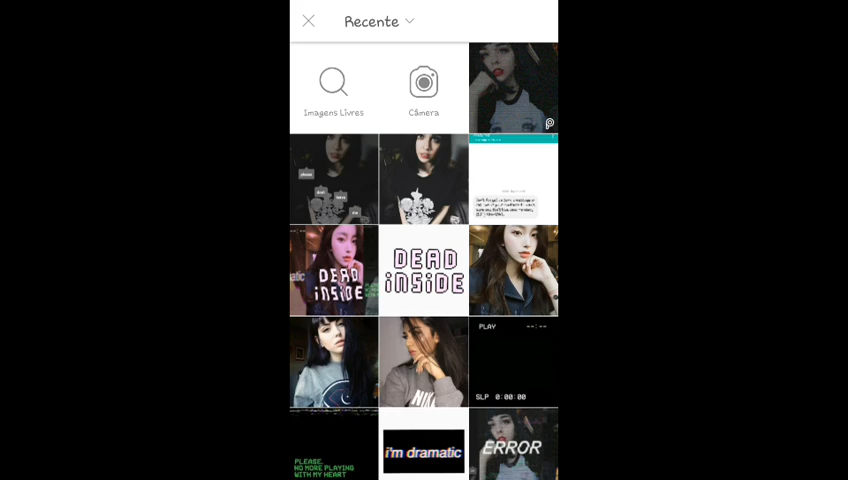 Recente
Imagens Livres
Câmera
DEAD
iNSiDE
DEAD
iNSiDE
NIK
PLAY
--:--
SLP 0:00:00
PLEASE,
NO MORE PLAYING
WITH MY HEART
i'm dramatic
ERROR